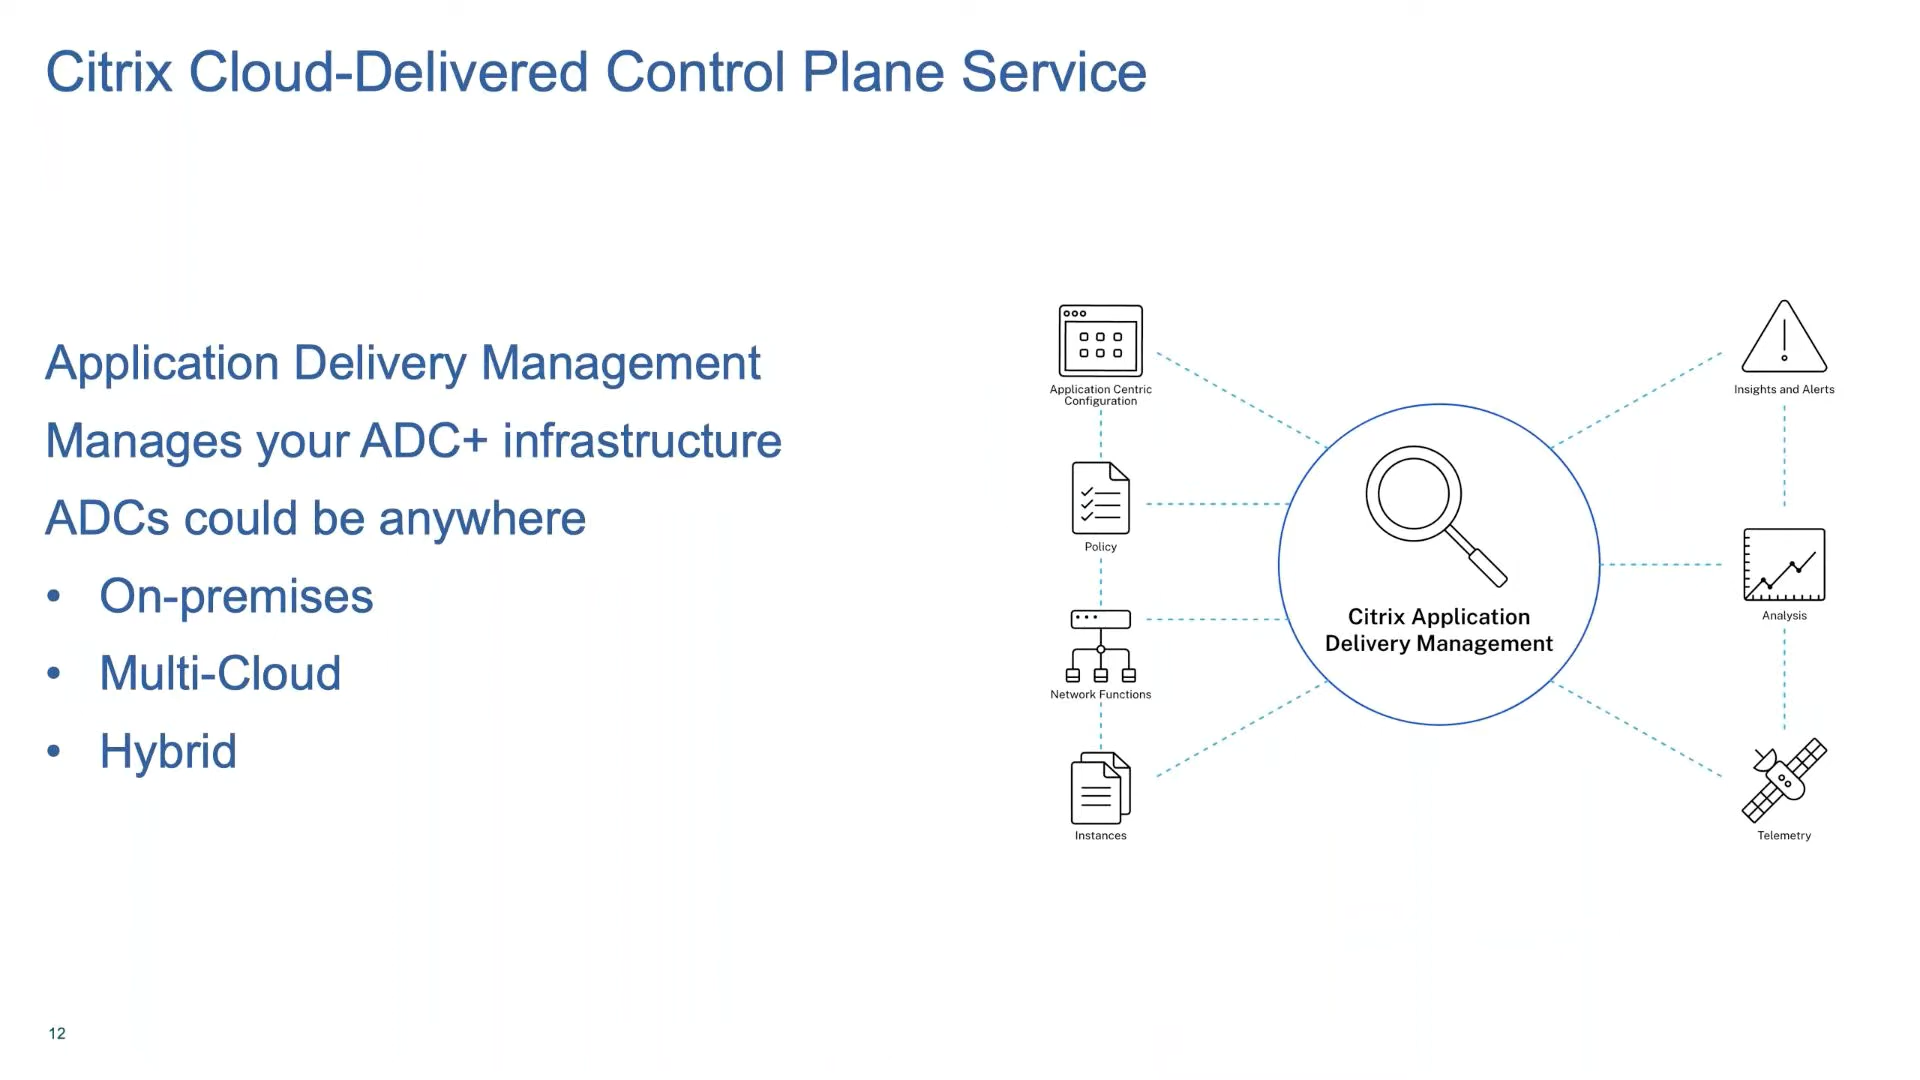 Citrix Cloud-Delivered Control Plane Service
Application Delivery Management
Manages your ADC+ infrastructure
ADCs could be anywhere
• On-premises
• Multi-Cloud
• Hybrid
Application Centric
Configuration
Policy
Network Functions
Instances
Citrix Application
Delivery Management
Insights and Alerts
Analysis
Telemetry
12